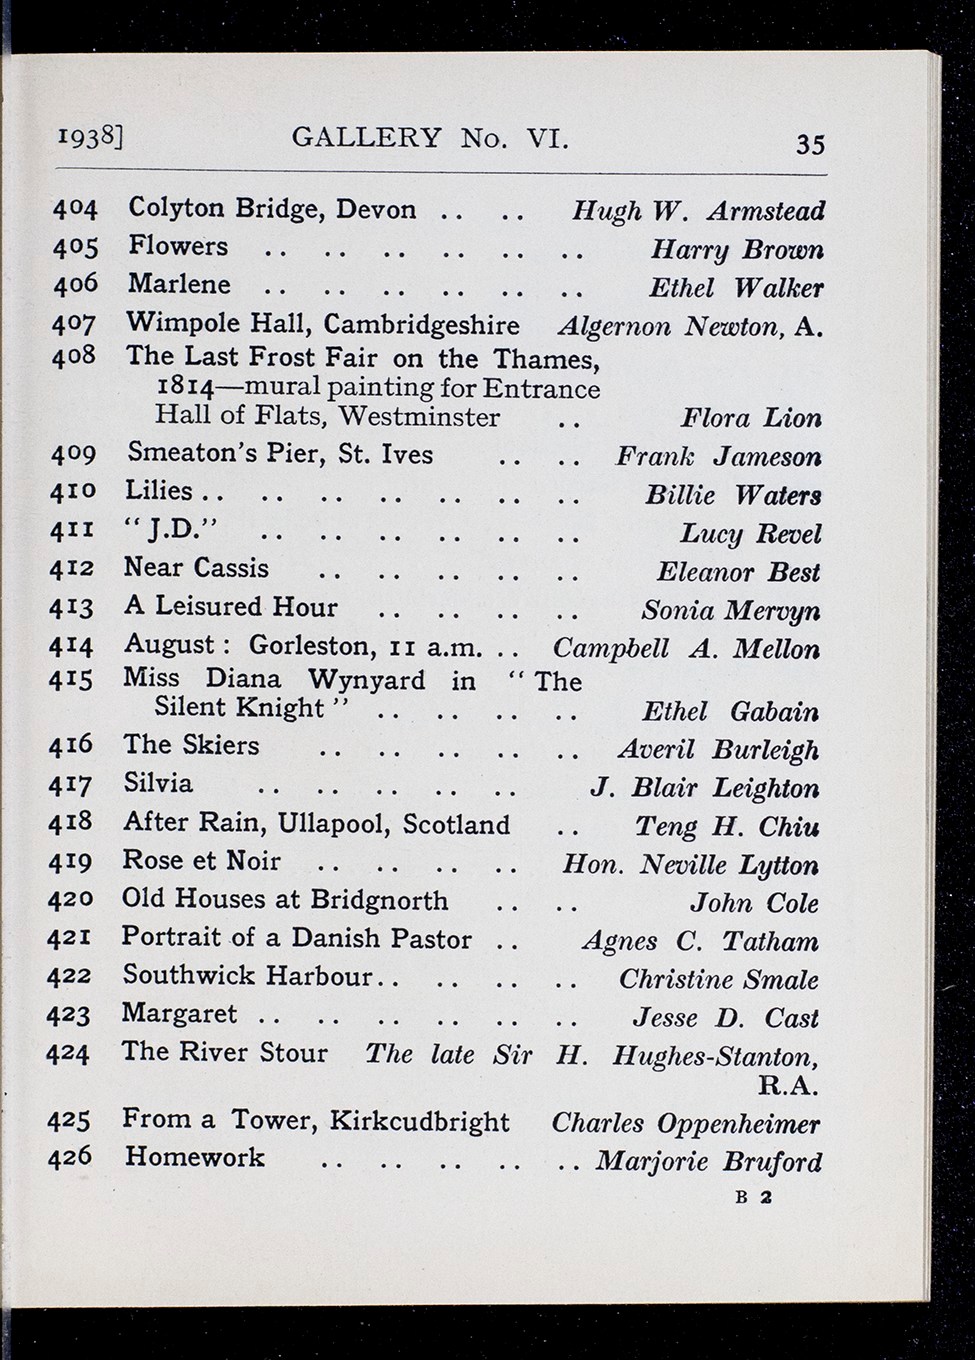 1938] GALLERY No. VI. 35
404 Colyton Bridge, Devon .. .. Hugh W. Armstead
405 Flowers .. .. .. .. .. .. Harry Brown
406 Marlene .. .. .. .. .. .. Ethel Walker
407 Wimpole Hall, Cambridgeshire Algernon Newton, A.
408 The Last Frost Fair on the Thames,
1814—mural painting for Entrance
Hall of Flats, Westminster .. Flora Lion
409 Smeaton's Pier, St. Ives .. .. Frank Jameson
410 Lilies .. .. .. .. .. .. .. Billie Waters
411 "J.D." .. .. .. .. .. .. Lucy Revel
412 Near Cassis .. .. .. .. .. Eleanor Best
413 A Leisured Hour .. .. .. .. Sonia Mervyn
414 August : Gorleston, 11 a.m. .. Campbell A. Mellon
415 Miss Diana Wynyard in "The
Silent Knight" .. .. .. .. Ethel Gabain
416 The Skiers .. .. .. .. .. Averil Burleigh
417 Silvia .. .. .. .. .. J. Blair Leighton
418 After Rain, Ullapool, Scotland .. Teng H. Chiu
419 Rose et Noir .. .. .. .. Hon. Neville Lytton
420 Old Houses at Bridgnorth .. .. John Cole
421 Portrait of a Danish Pastor .. Agnes C. Tatham
422 Southwick Harbour .. .. .. .. Christine Smale
423 Margaret .. .. .. .. .. .. Jesse D. Cast
424 The River Stour The late Sir H. Hughes-Stanton,
R.A.
425 From a Tower, Kirkcudbright Charles Oppenheimer
426 Homework .. .. .. .. .. Marjorie Bruford
B 2